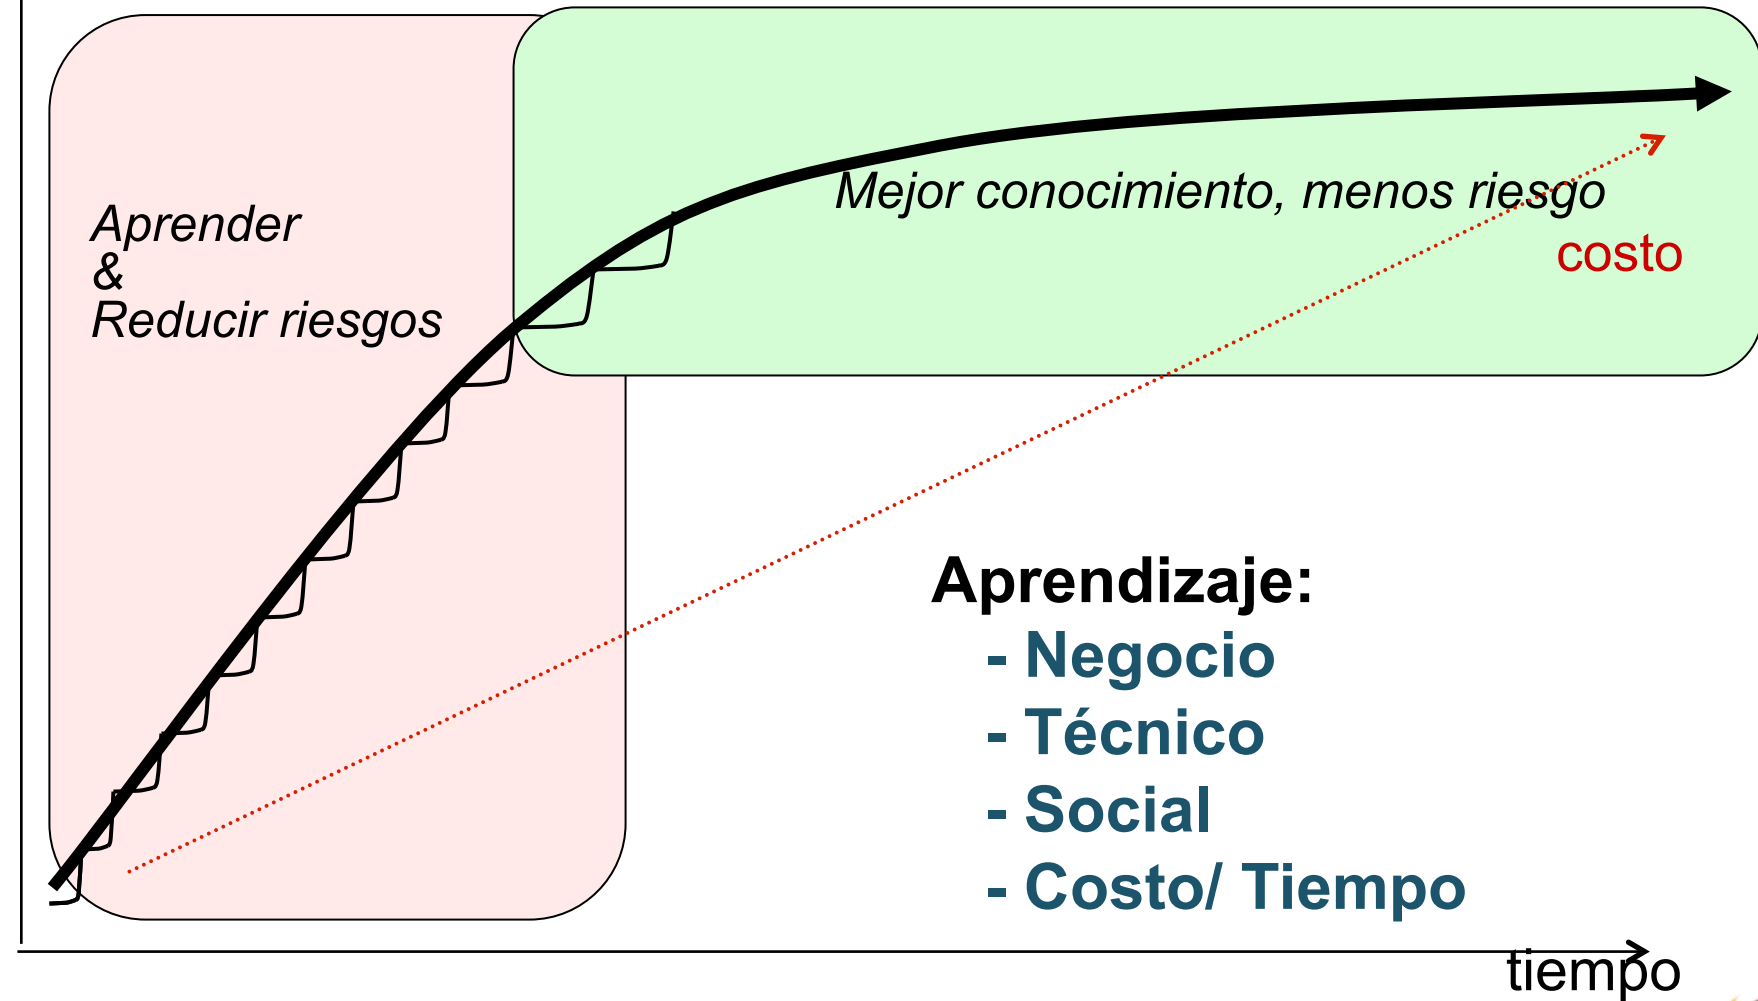 Aprender
&
Reducir riesgos
Mejor conocimiento, menos riesgo
costo
Aprendizaje:
- Negocio
- Técnico
- Social
- Costo/ Tiempo
tiempo